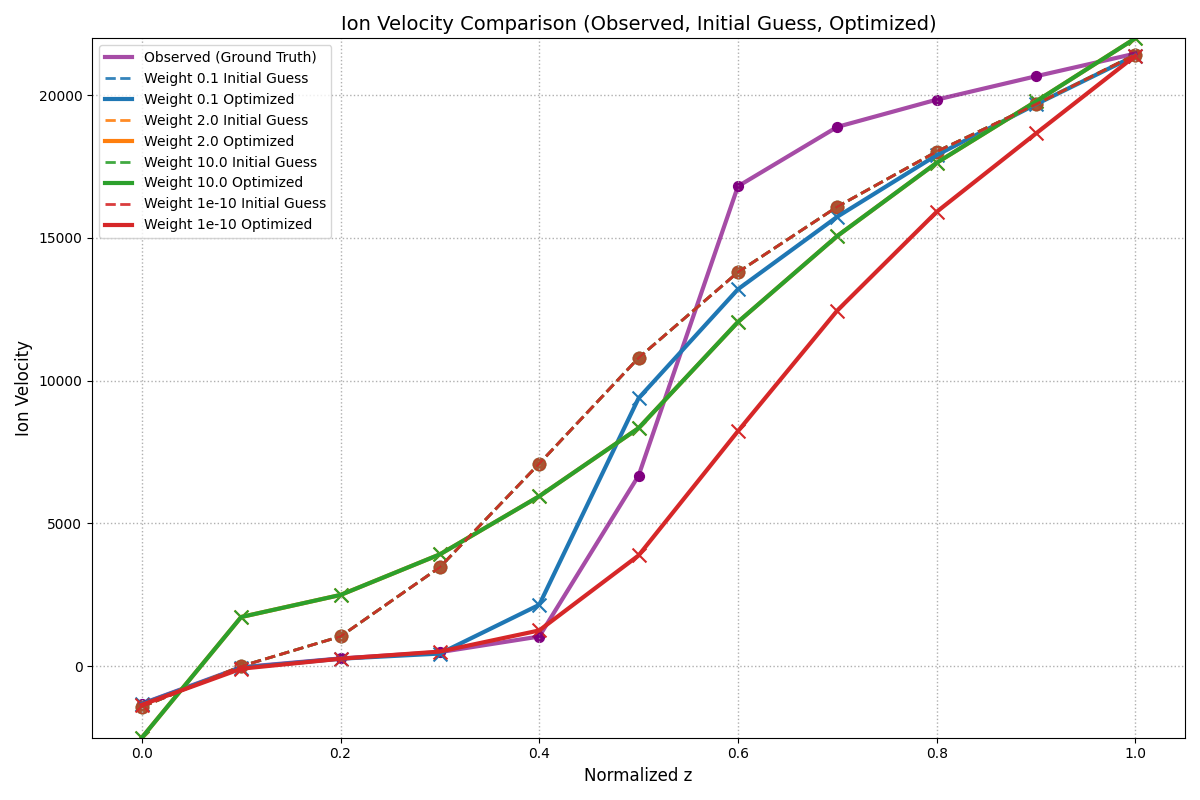 Ion Velocity Comparison (Observed, Initial Guess, Optimized)
Observed (Ground Truth)
Weight 0.1 Initial Guess
Weight 0.1 Optimized
Weight 2.0 Initial Guess
Weight 2.0 Optimized
Weight 10.0 Initial Guess
Weight 10.0 Optimized
Weight 1e-10 Initial Guess
Weight 1e-10 Optimized
Ion Velocity
20000
15000
10000
5000
0
0.0 0.2 0.4 0.6 0.8 1.0
Normalized z